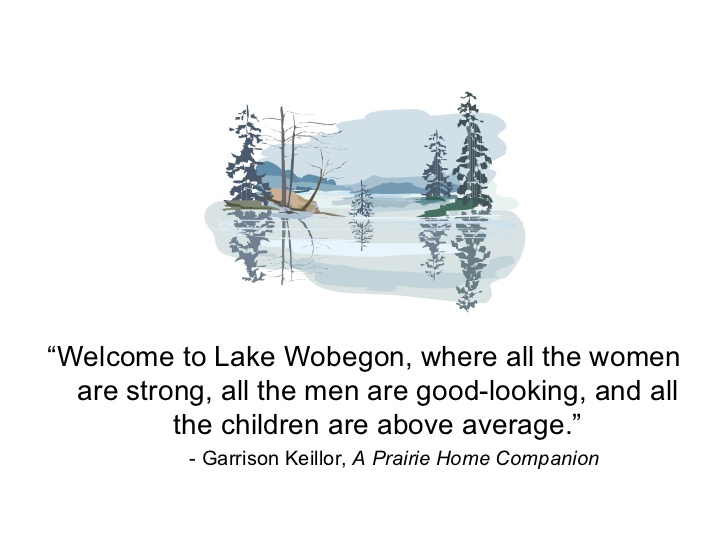 “Welcome to Lake Wobegon, where all the women
are strong, all the men are good-looking, and all
the children are above average.”
- Garrison Keillor, A Prairie Home Companion